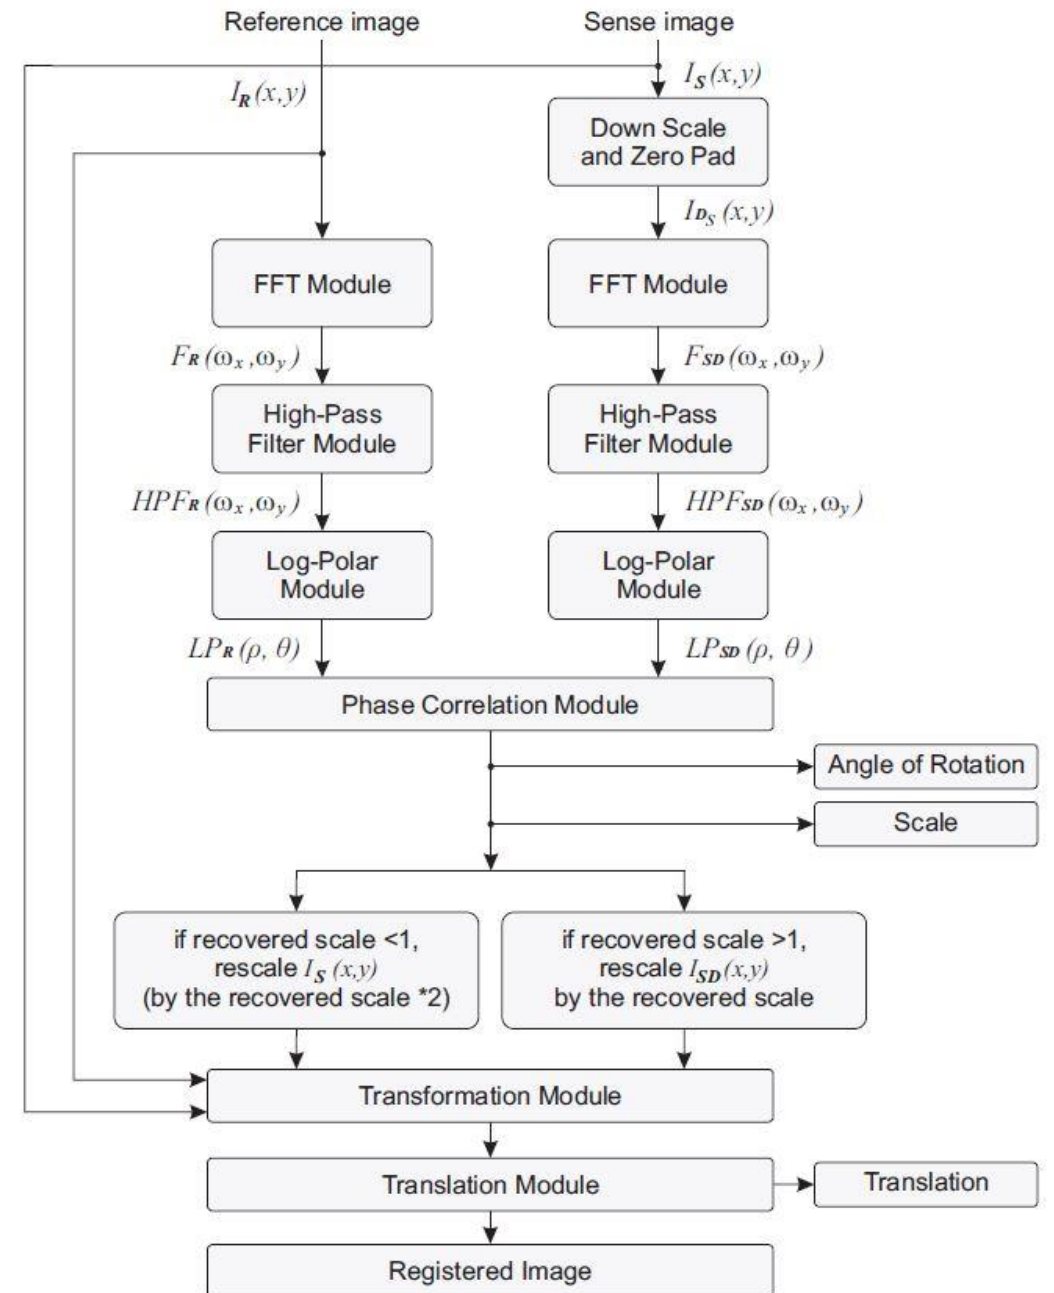 Reference image
Sense image
I_R(x,y)
I_S(x,y)
Down Scale
and Zero Pad
I_{D_S}(x,y)
FFT Module
FFT Module
F_R(ω_x,ω_y)
F_SD(ω_x,ω_y)
High-Pass
Filter Module
High-Pass
Filter Module
HPF_R(ω_x,ω_y)
HPF_SD(ω_x,ω_y)
Log-Polar
Module
Log-Polar
Module
LP_R(ρ, θ)
LP_SD(ρ, θ)
Phase Correlation Module
Angle of Rotation
Scale
if recovered scale <1,
rescale I_S(x,y)
(by the recovered scale *2)
if recovered scale >1,
rescale I_SD(x,y)
by the recovered scale
Transformation Module
Translation Module
Translation
Registered Image